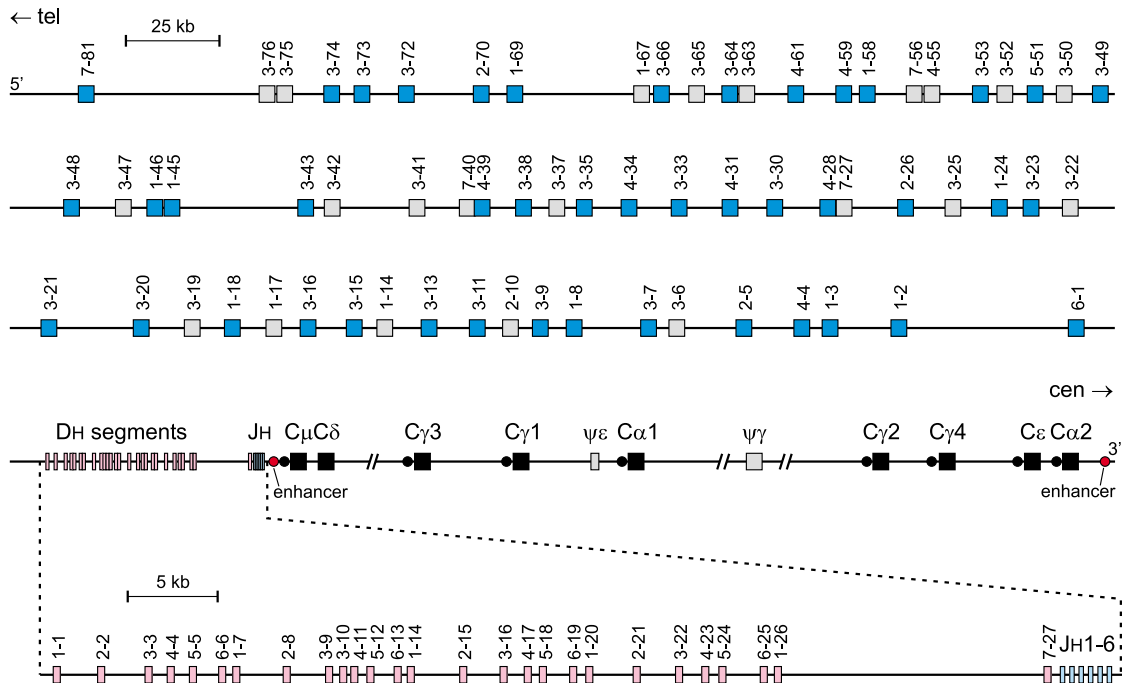 ← tel
25 kb
7-81 3-76 3-75 3-74 3-73 3-72 2-70 1-69 1-67 3-66 3-65 3-64 3-63 4-61 4-59 1-58 7-56 4-55 3-53 3-52 5-51 3-50 3-49
5’
3-48 3-47 1-46 1-45 3-43 3-42 3-41 7-40 4-39 3-38 3-37 3-35 4-34 3-33 4-31 3-30 4-28 7-27 2-26 3-25 1-24 3-23 3-22
3-21 3-20 3-19 1-18 1-17 3-16 3-15 1-14 3-13 3-11 2-10 3-9 1-8 3-7 3-6 2-5 4-4 1-3 1-2 6-1
cen →
DH segments JH Cμ Cδ Cγ3 Cγ1 ψε Cα1 ψγ Cγ2 Cγ4 Cε Cα2
3’
enhancer enhancer
5 kb
1-1 2-2 3-3 4-4 5-5 6-6 1-7 2-8 3-9 3-10 4-11 5-12 6-13 1-14 2-15 3-16 4-17 5-18 6-19 1-20 2-21 3-22 4-23 5-24 6-25 1-26 7-27 JH1-6